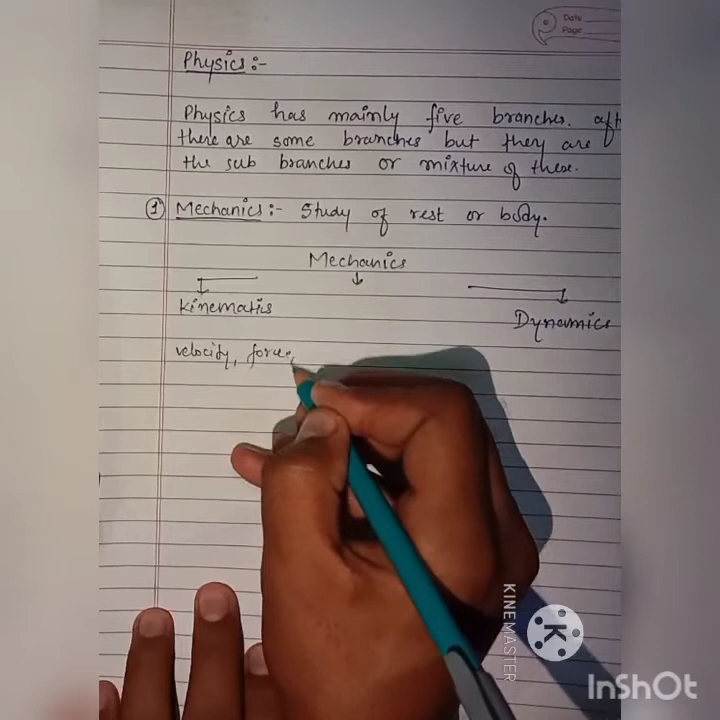 Date
Page
Physics :-
Physics has mainly five branches. aft
there are some branches but they are
the sub branches or mixture of these.
① Mechanics :- Study of rest or body.
Mechanics
Kinematics
Dynamics
velocity, force,
KINEMASTER
InShOt